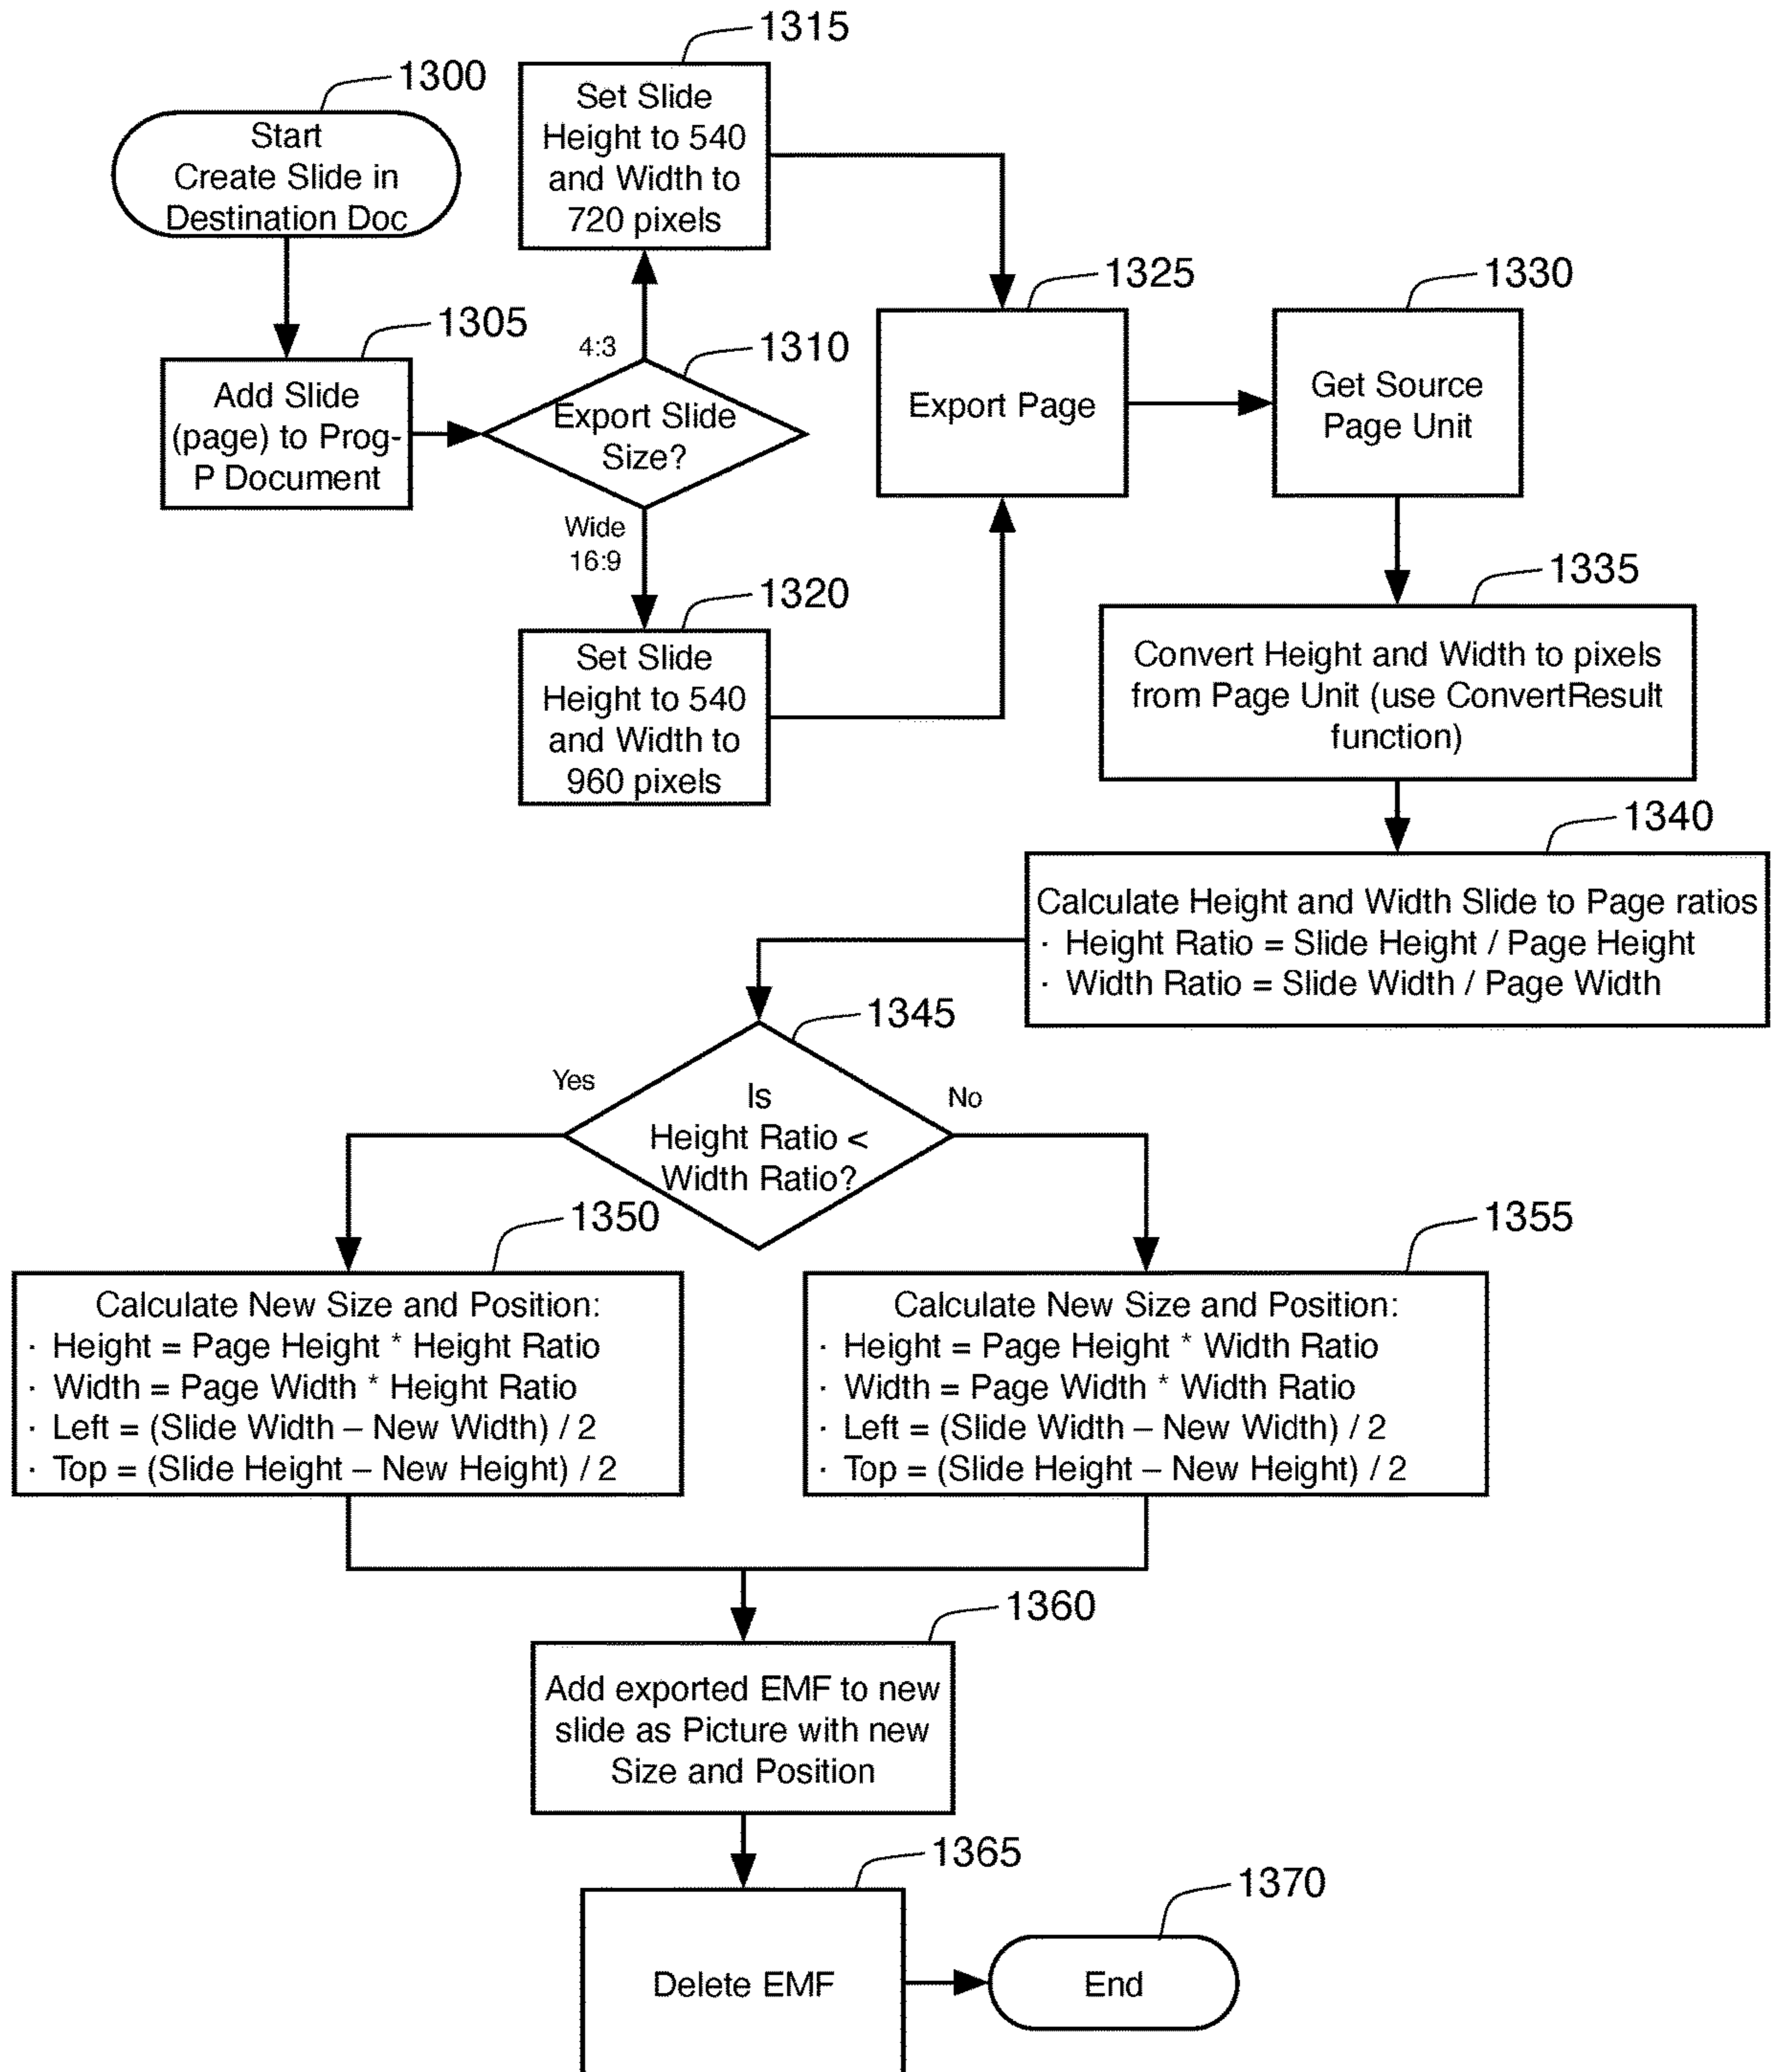 1300
Start
Create Slide in
Destination Doc
1305
Add Slide
(page) to Prog-
P Document
1310
Export Slide
Size?
4:3
Wide
16:9
1315
Set Slide
Height to 540
and Width to
720 pixels
1320
Set Slide
Height to 540
and Width to
960 pixels
1325
Export Page
1330
Get Source
Page Unit
1335
Convert Height and Width to pixels
from Page Unit (use ConvertResult
function)
1340
Calculate Height and Width Slide to Page ratios
· Height Ratio = Slide Height / Page Height
· Width Ratio = Slide Width / Page Width
1345
Is
Height Ratio <
Width Ratio?
Yes
No
1350
Calculate New Size and Position:
· Height = Page Height * Height Ratio
· Width = Page Width * Height Ratio
· Left = (Slide Width – New Width) / 2
· Top = (Slide Height – New Height) / 2
1355
Calculate New Size and Position:
· Height = Page Height * Width Ratio
· Width = Page Width * Width Ratio
· Left = (Slide Width – New Width) / 2
· Top = (Slide Height – New Height) / 2
1360
Add exported EMF to new
slide as Picture with new
Size and Position
1365
Delete EMF
1370
End